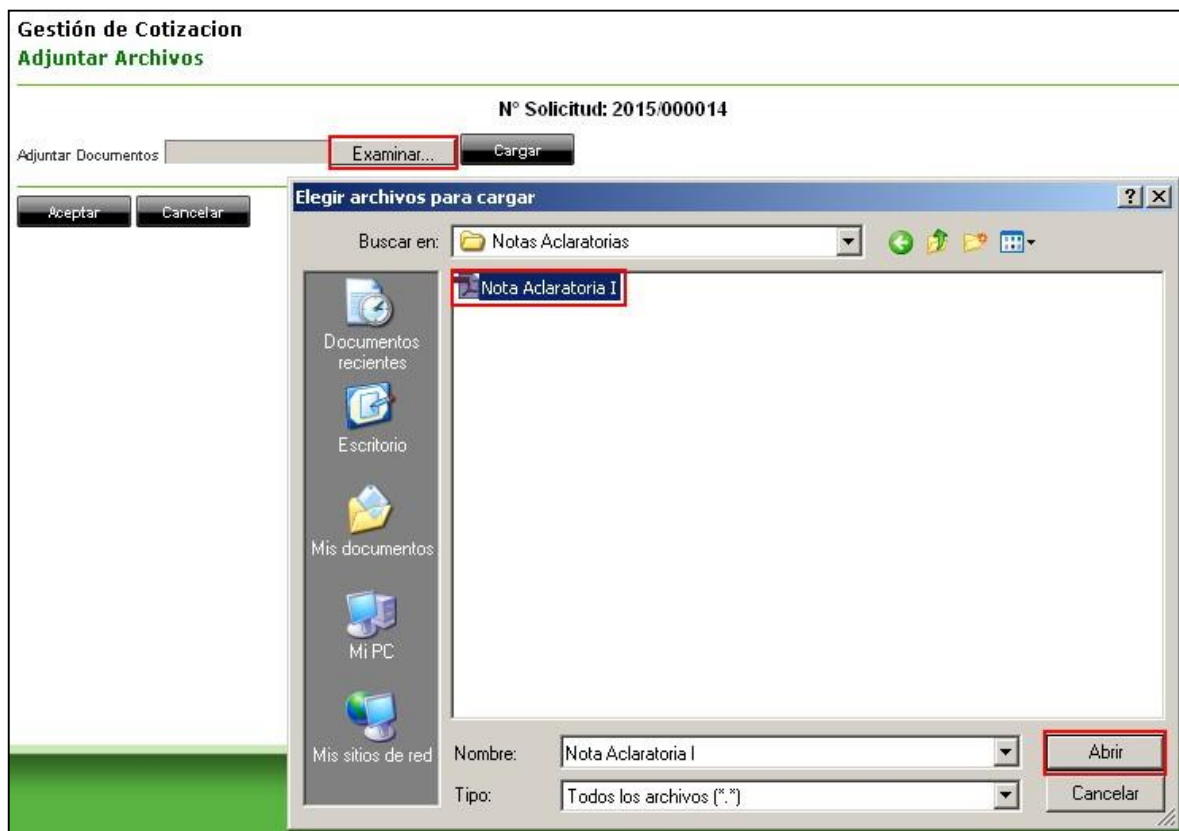 Gestión de Cotizacion
Adjuntar Archivos
N° Solicitud: 2015/000014
Adjuntar Documentos Examinar... Cargar
Aceptar Cancelar
Elegir archivos para cargar
Buscar en: Notas Aclaratorias
Nota Aclaratoria I
Documentos
recientes
Escritorio
Mis documentos
Mi PC
Mis sitios de red
Nombre: Nota Aclaratoria I Abrir
Tipo: Todos los archivos (*.*) Cancelar